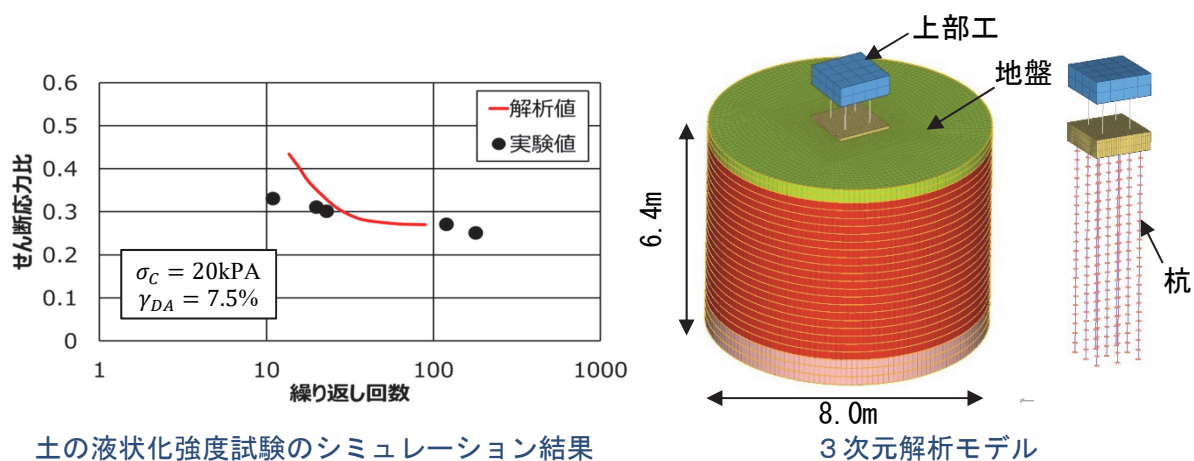 0.6
0.5
0.4
0.3
0.2
0.1
0
せん断応力比
解析値
実験値
σ_C = 20kPA
γ_DA = 7.5%
1
10
100
1000
繰り返し回数
土の液状化強度試験のシミュレーション結果
上部工
地盤
6.4m
8.0m
杭
3次元解析モデル